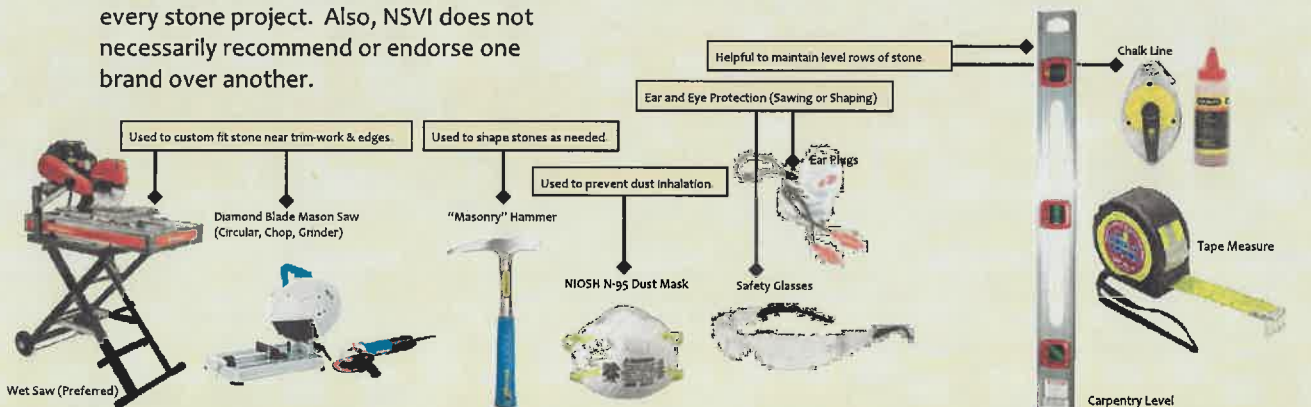 every stone project. Also, NSVI does not
necessarily recommend or endorse one
brand over another.
Helpful to maintain level rows of stone.
Chalk Line
Ear and Eye Protection (Sawing or Shaping)
Used to custom fit stone near trim-work & edges.
Used to shape stones as needed.
Ear Plugs
Used to prevent dust inhalation.
Diamond Blade Mason Saw
(Circular, Chop, Grinder)
"Masonry" Hammer
Tape Measure
NIOSH N-95 Dust Mask
Safety Glasses
Wet Saw (Preferred)
Carpentry Level